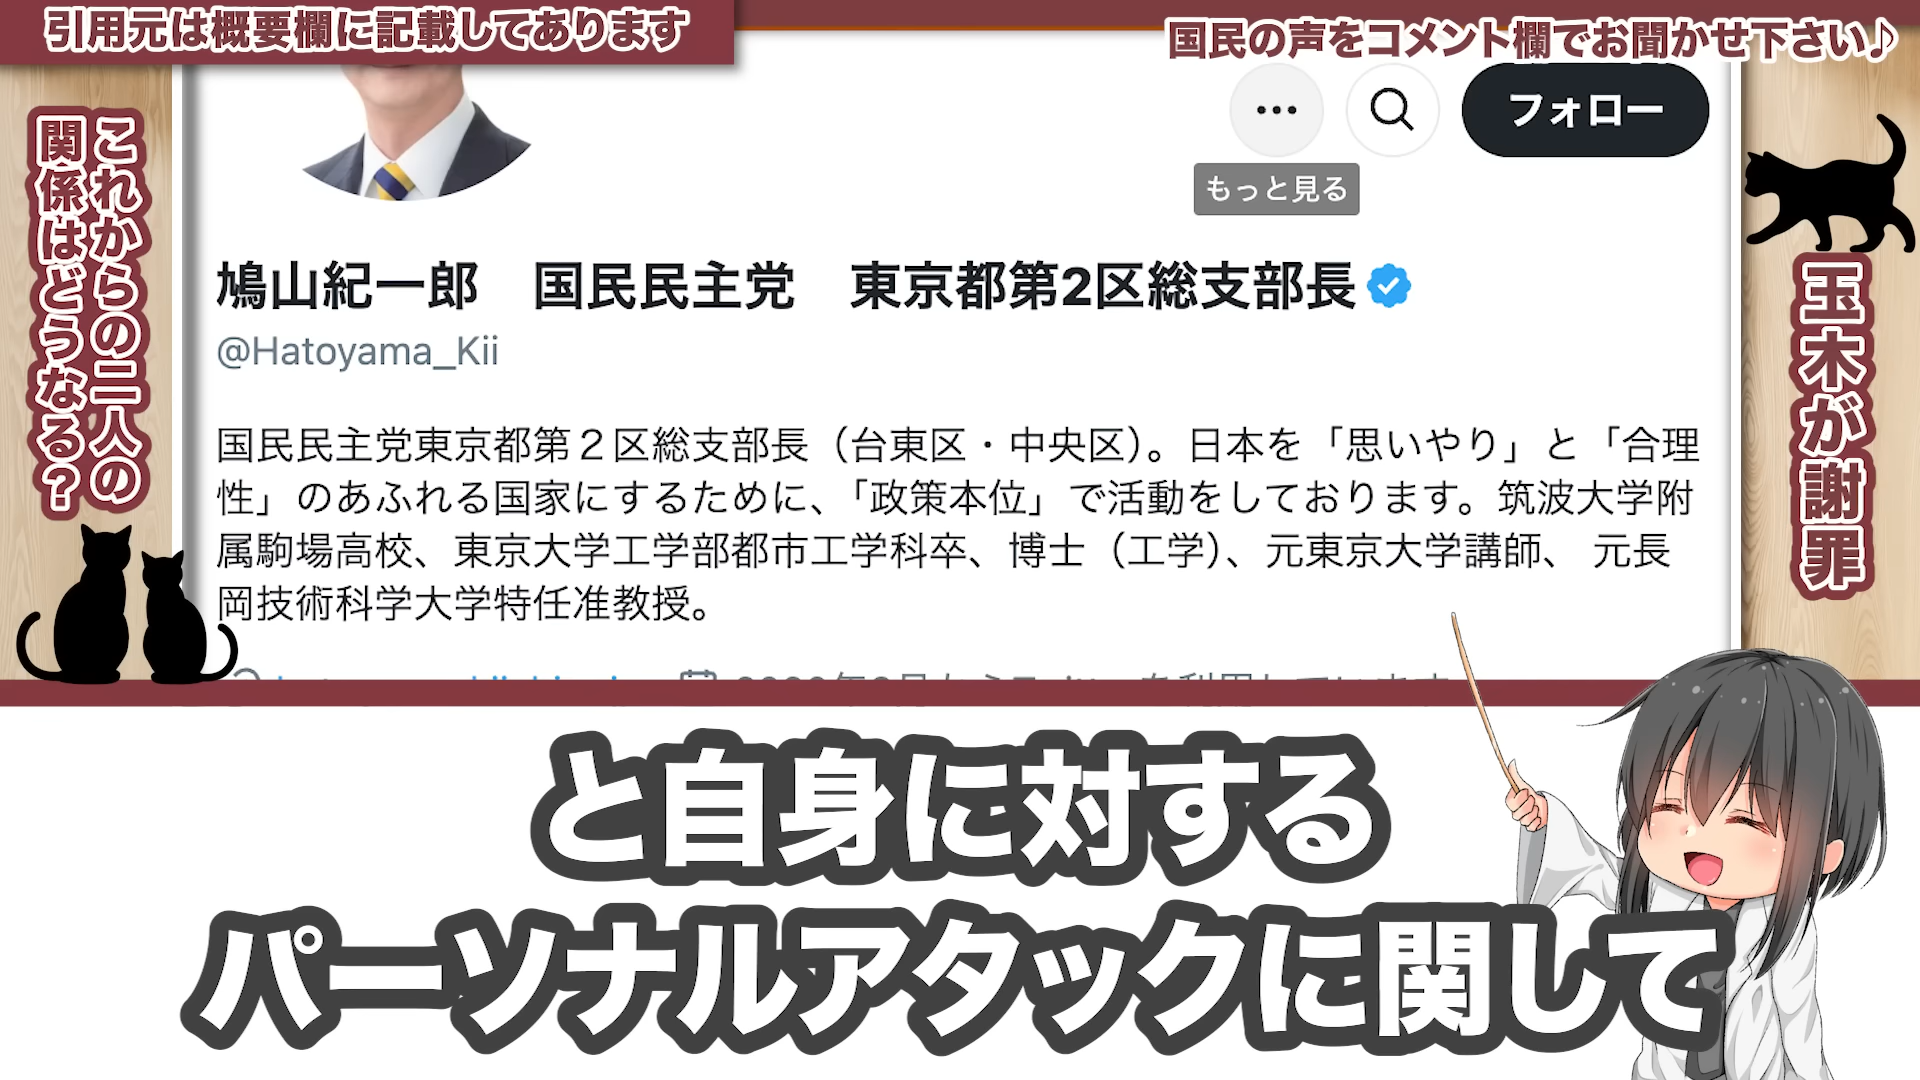 引用元は概要欄に記載してあります
国民の声をコメント欄でお聞かせ下さい♪
これからの二人の
関係はどうなる？
玉木が謝罪
フォロー
もっと見る
鳩山紀一郎　国民民主党　東京都第2区総支部長
@Hatoyama_Kii
国民民主党東京都第２区総支部長（台東区・中央区）。日本を「思いやり」と「合理
性」のあふれる国家にするために、「政策本位」で活動をしております。筑波大学附
属駒場高校、東京大学工学部都市工学科卒、博士（工学）、元東京大学講師、 元長
岡技術科学大学特任准教授。
と自身に対する
パーソナルアタックに関して